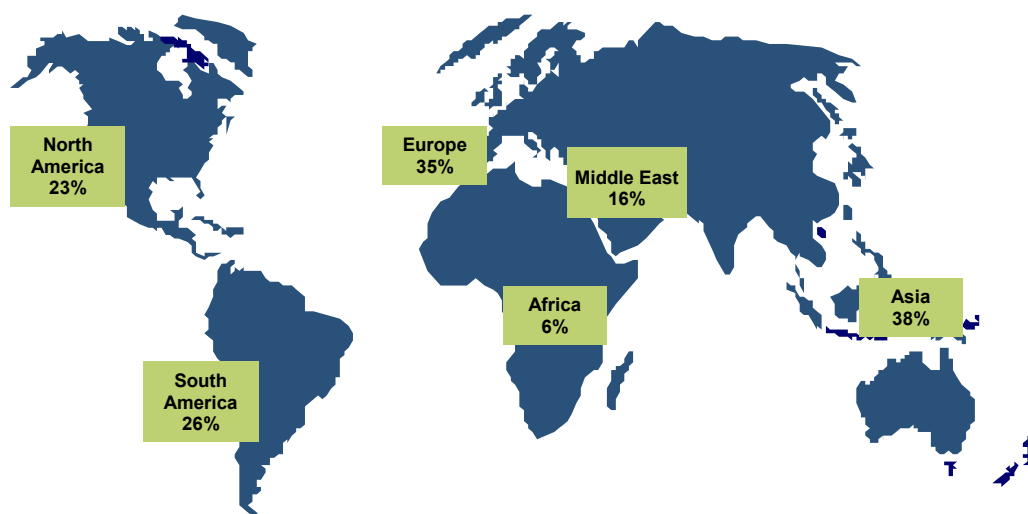 North
America
23%
Europe
35%
Middle East
16%
Africa
6%
Asia
38%
South
America
26%